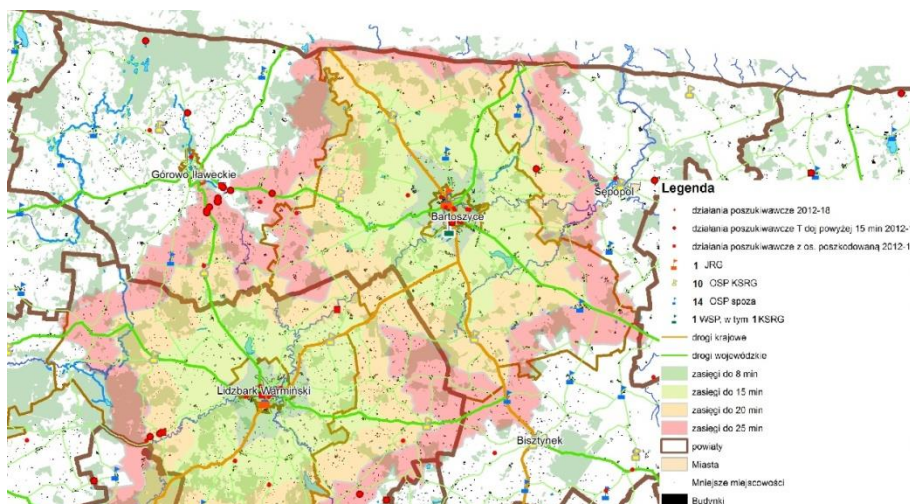 Górowo Iławeckie
Sępopol
Bartoszyce
Lidzbark Warmiński
Bisztynek
Legenda
działania poszukiwawcze 2012-18
działania poszukiwawcze T doj powyżej 15 min 2012-1
działania poszukiwawcze z os. poszkodowaną 2012-1
1 JRG
10 OSP KSRG
14 OSP spoza
1 WSP, w tym 1 KSRG
drogi krajowe
drogi wojewódzkie
zasięgi do 8 min
zasięgi do 15 min
zasięgi do 20 min
zasięgi do 25 min
powiaty
Miasta
Mniejsze miejscowości
Budynki